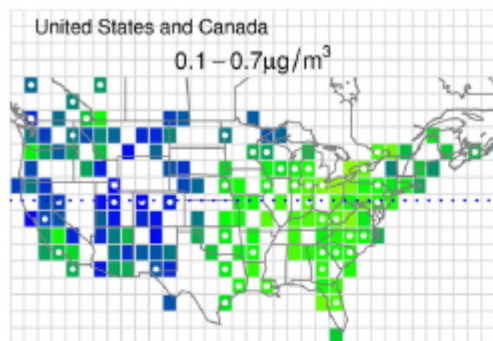 United States and Canada
0.1 – 0.7μg/m³